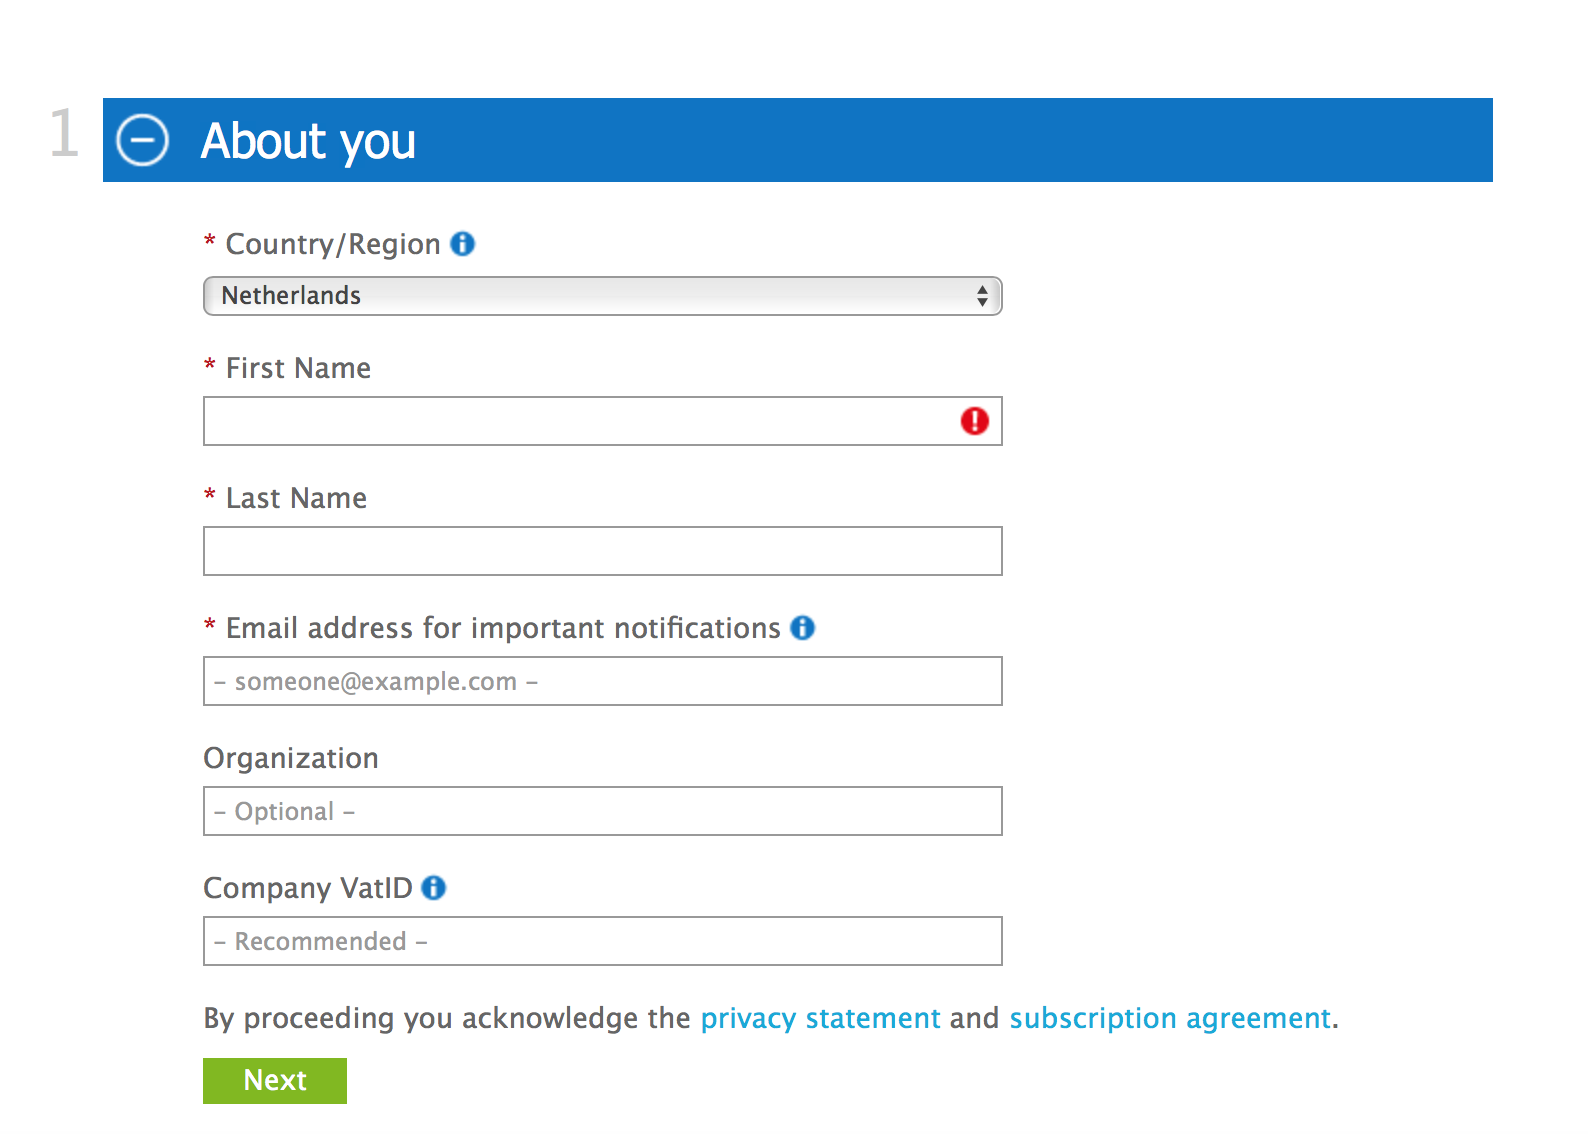 1
About you
* Country/Region
Netherlands
* First Name
* Last Name
* Email address for important notifications
– someone@example.com –
Organization
– Optional –
Company VatID
– Recommended –
By proceeding you acknowledge the privacy statement and subscription agreement.
Next